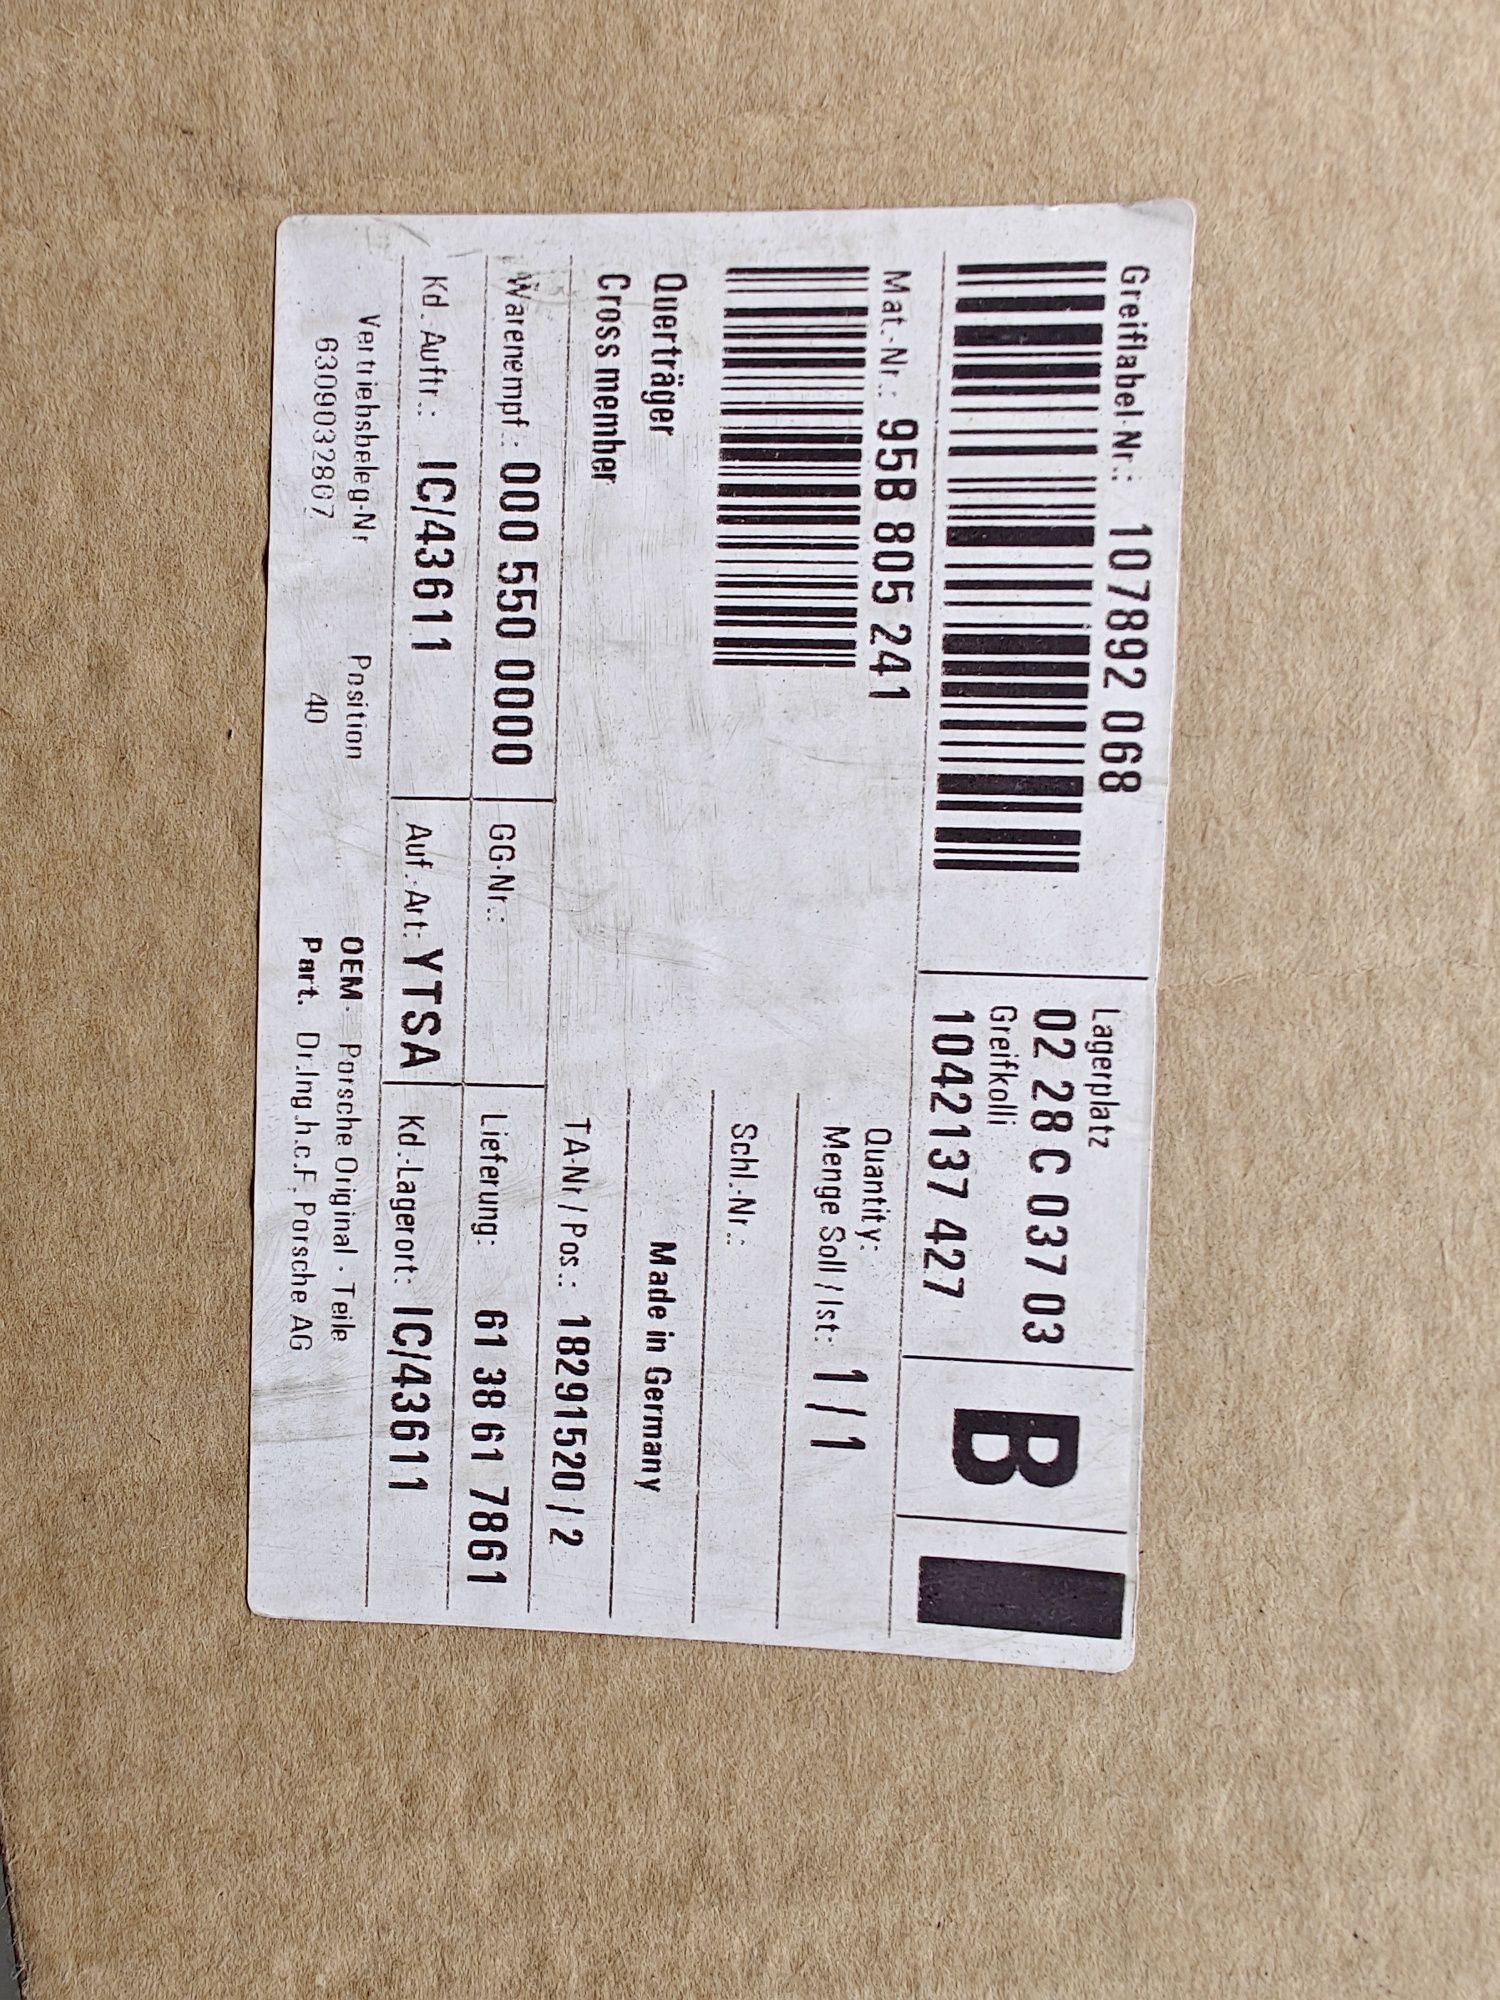 Greiflabel-Nr.: 107892 068
Lagerplatz
02 28C 037 03
Greifkolli
1042137 427
B
Mat.-Nr.: 95B 805 241
Quantity:
Menge Soll / Ist: 1 / 1
Schl.-Nr.:
Querträger
Cross member
Made in Germany
TA-Nr / Pos.: 18291520 / 2
Warenempf.: 000 550 0000
GG-Nr.:
Lieferung: 61 38 61 7861
Kd. Auftr.: IC/43611
Auf.-Art: YTSA
Kd.-Lagerort: IC/43611
Vertriebsbeleg-Nr Position
6309032807 40
OEM - Porsche Original - Teile
Part. Dr.Ing.h.c.F. Porsche AG